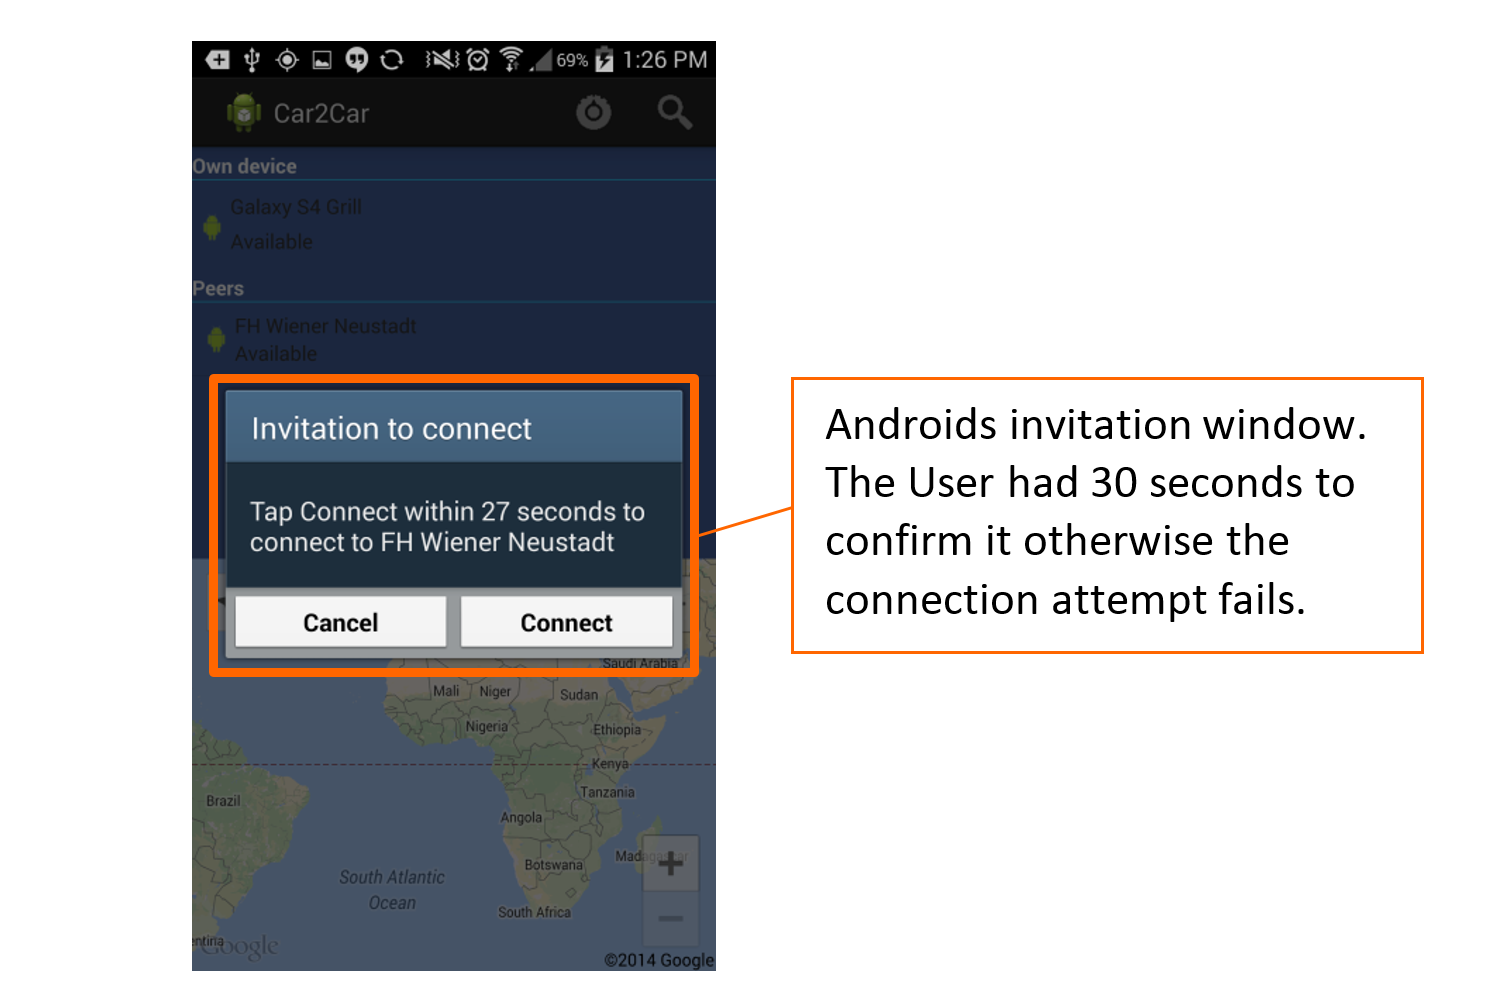 69% 1:26 PM
Car2Car
Own device
Galaxy S4 Grill
Available
Peers
FH Wiener Neustadt
Available
Invitation to connect
Tap Connect within 27 seconds to
connect to FH Wiener Neustadt
Cancel Connect
Androids invitation window.
The User had 30 seconds to
confirm it otherwise the
connection attempt fails.
Saudi Arabia
Mali Niger Sudan
Nigeria Ethiopia
Kenya
Brazil Tanzania
Angola
Botswana Madagascar
South Atlantic
Ocean
South Africa
entina
Google
©2014 Google